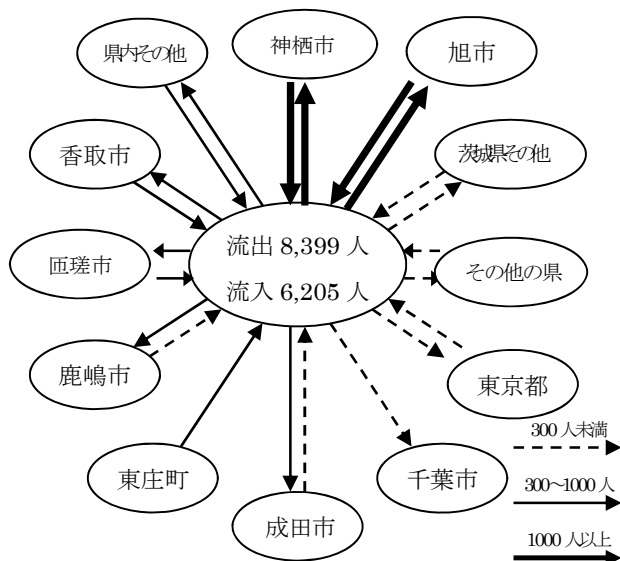 神栖市
県内その他
旭市
香取市
茨城県その他
流出 8,399 人
匝瑳市
その他の県
流入 6,205 人
鹿嶋市
東京都
300 人未満
東庄町
千葉市
300~1000 人
成田市
1000 人以上